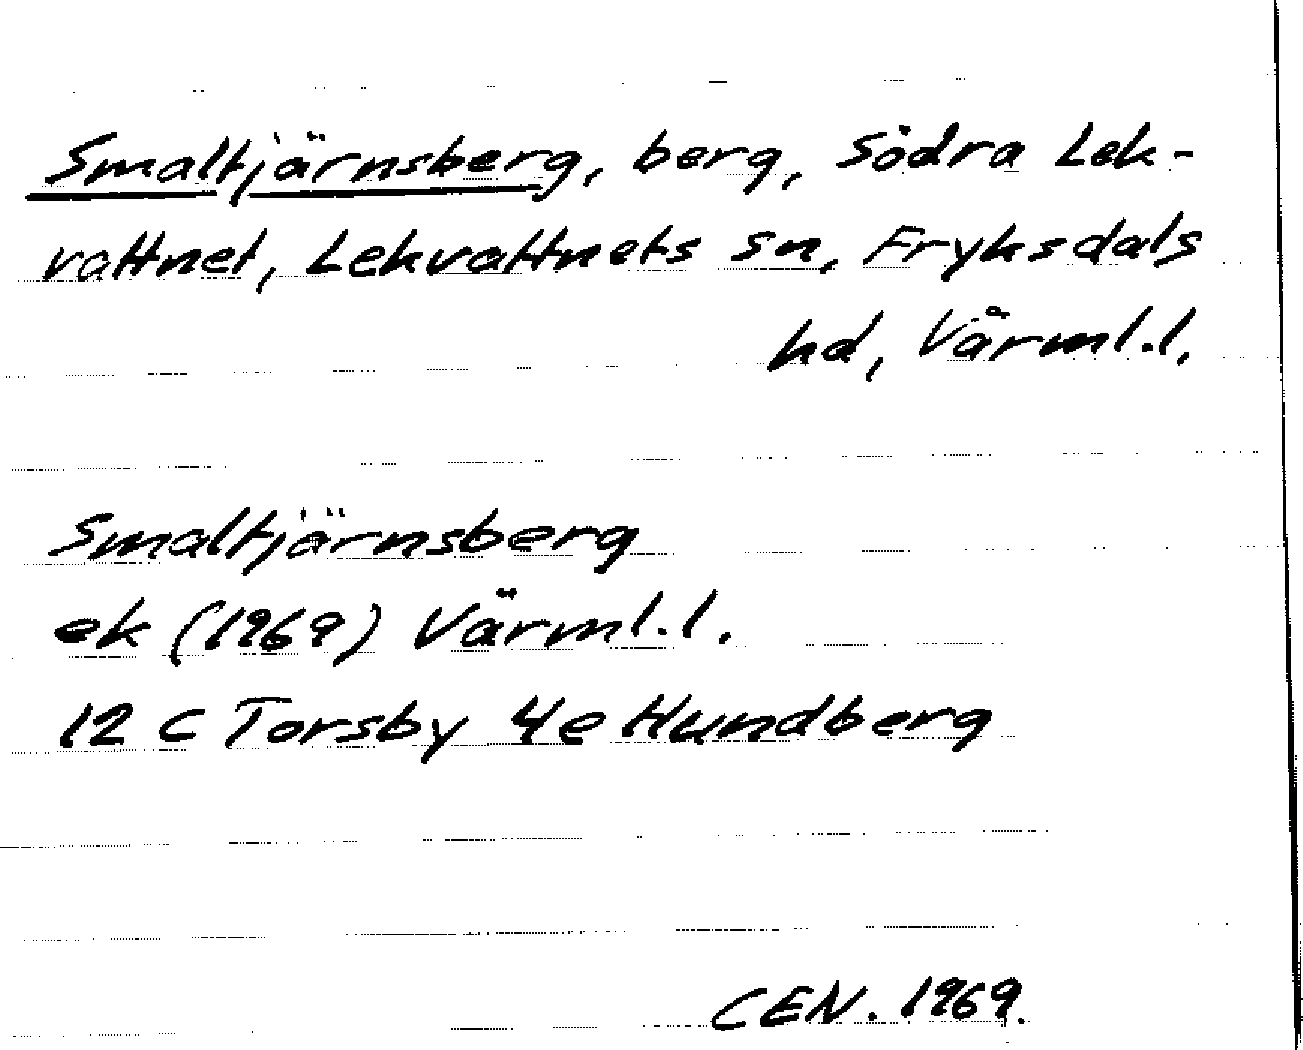 Smaltjärnsberg, berg, Södra Lek-
vattnet, Lekvattnets sn, Fryksdals
hd, Värml.l.
Smaltjärnsberg
ek (1969) Värml.l.
12 C Torsby 4e Hundberg
CEN. 1969.